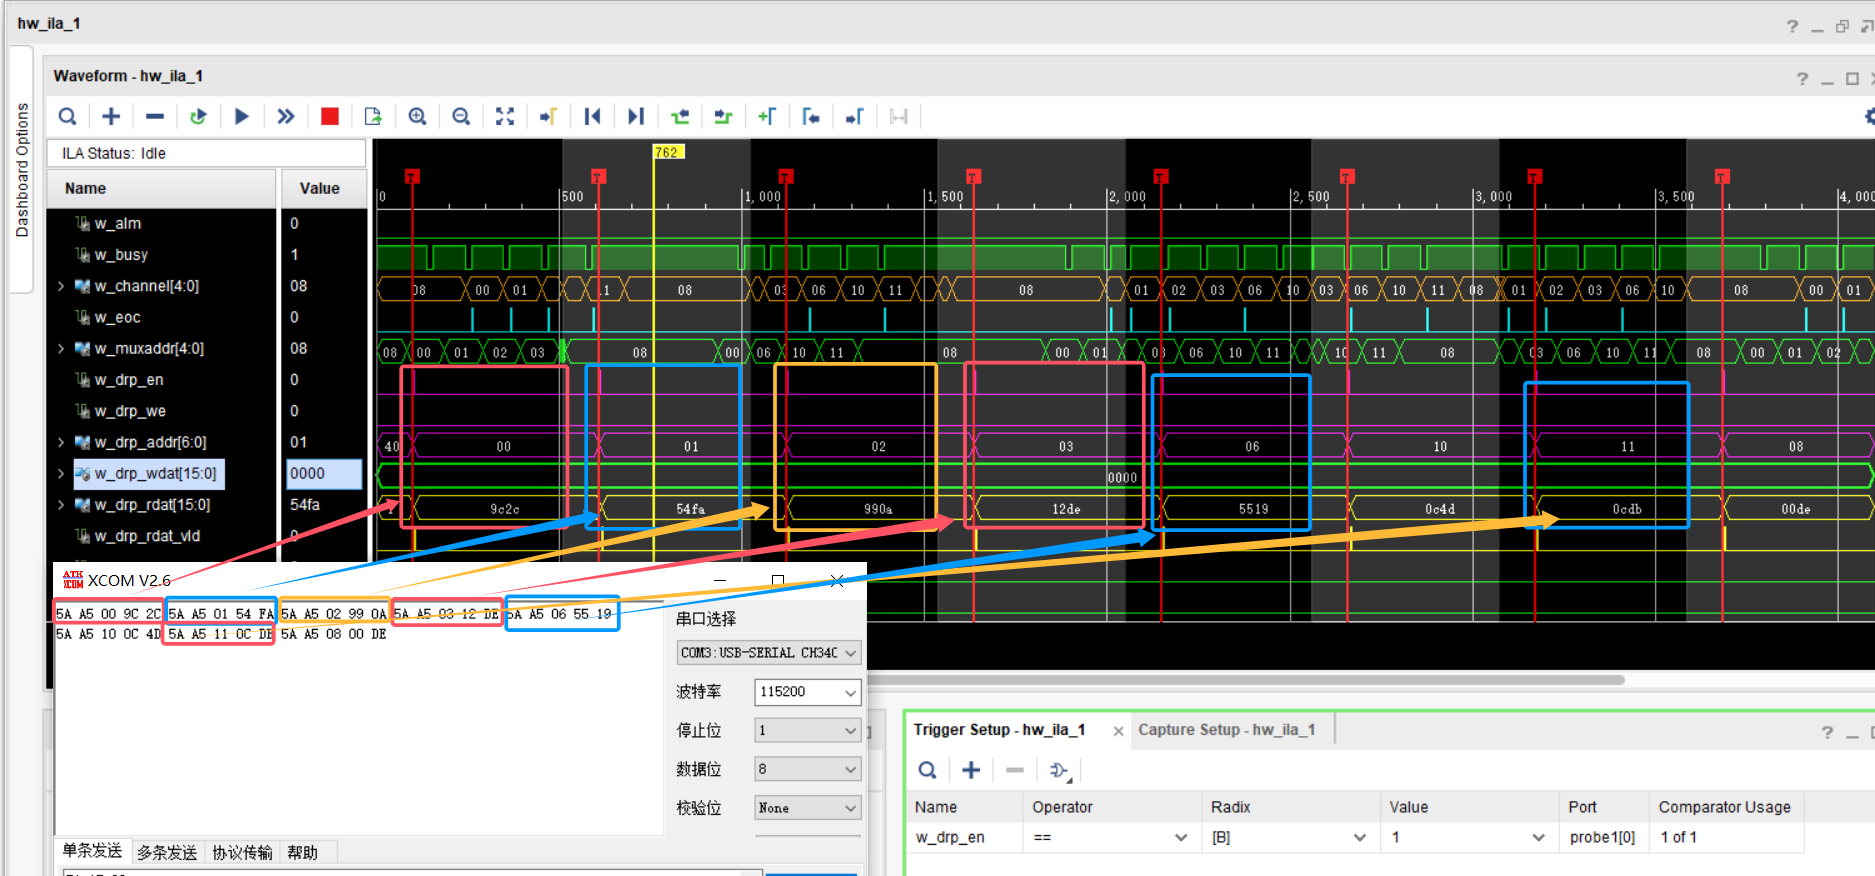 hw_ila_1
Dashboard Options
Waveform - hw_ila_1
ILA Status: Idle
762
Name Value
0 500 1,000 1,500 2,000 2,500 3,000 3,500 4,000
w_alm 0
w_busy 1
w_channel[4:0] 08 08 00 01 .1 08 03 06 10 11 08 01 02 03 06 10 03 06 10 11 08 01 02 03 06 10 08 00 01
w_eoc 0
w_muxaddr[4:0] 08 08 00 01 02 03 08 00 06 10 11 08 00 01 03 06 10 11 10 11 08 03 06 10 11 08 00 01 02
w_drp_en 0
w_drp_we 0
w_drp_addr[6:0] 01 40 00 01 02 03 06 10 11 08
w_drp_wdat[15:0] 0000 0000
w_drp_rdat[15:0] 54fa 9c2c 54fa 990a 12de 5519 0c4d 0cdb 00de
w_drp_rdat_vld 0
ATK XCOM XCOM V2.6
5A A5 00 9C 2C 5A A5 01 54 FA 5A A5 02 99 0A 5A A5 03 12 DE 5A A5 06 55 19
5A A5 10 0C 4D 5A A5 11 0C DB 5A A5 08 00 DE
串口选择
COM3:USB-SERIAL CH340
波特率 115200
停止位 1
数据位 8
校验位 None
单条发送 多条发送 协议传输 帮助
Trigger Setup - hw_ila_1 Capture Setup - hw_ila_1
Name Operator Radix Value Port Comparator Usage
w_drp_en == [B] 1 probe1[0] 1 of 1